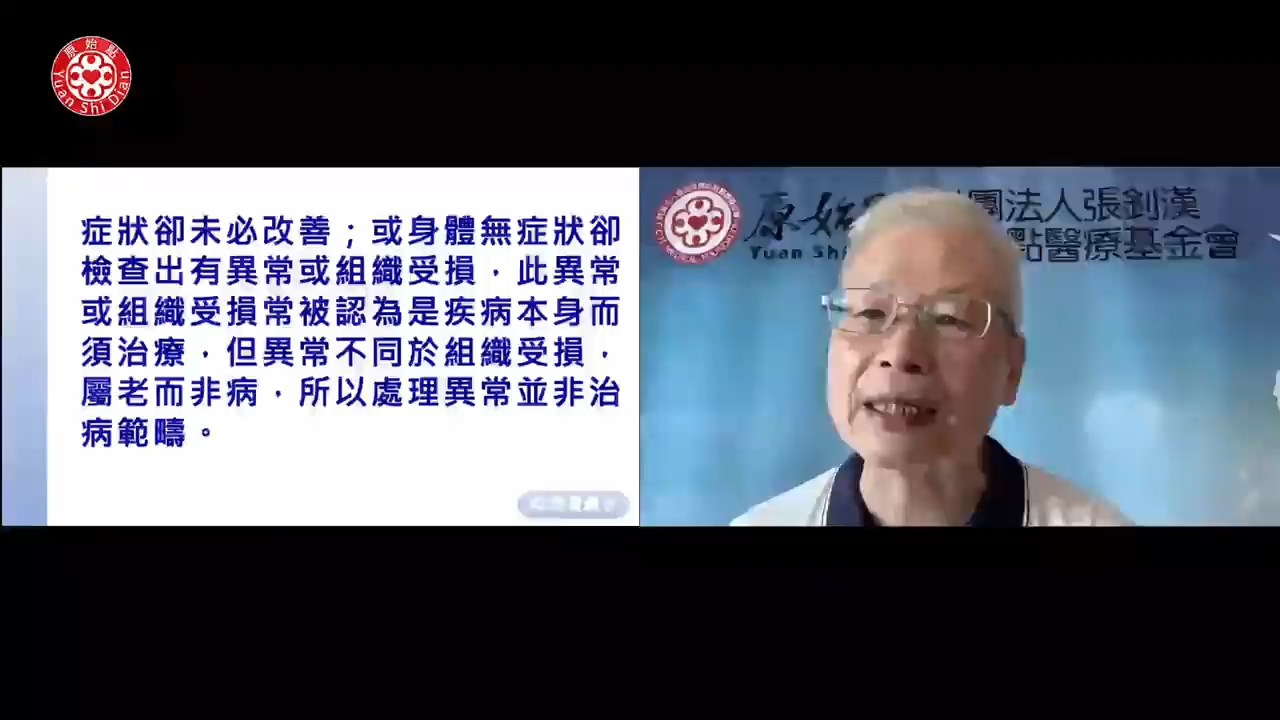 原始點
Yuan Shi Dian
症狀卻未必改善；或身體無症狀卻
檢查出有異常或組織受損，此異常
或組織受損常被認為是疾病本身而
須治療，但異常不同於組織受損，
屬老而非病，所以處理異常並非治
病範疇。
原始
Yuan Shi
團法人張釗漢
點醫療基金會